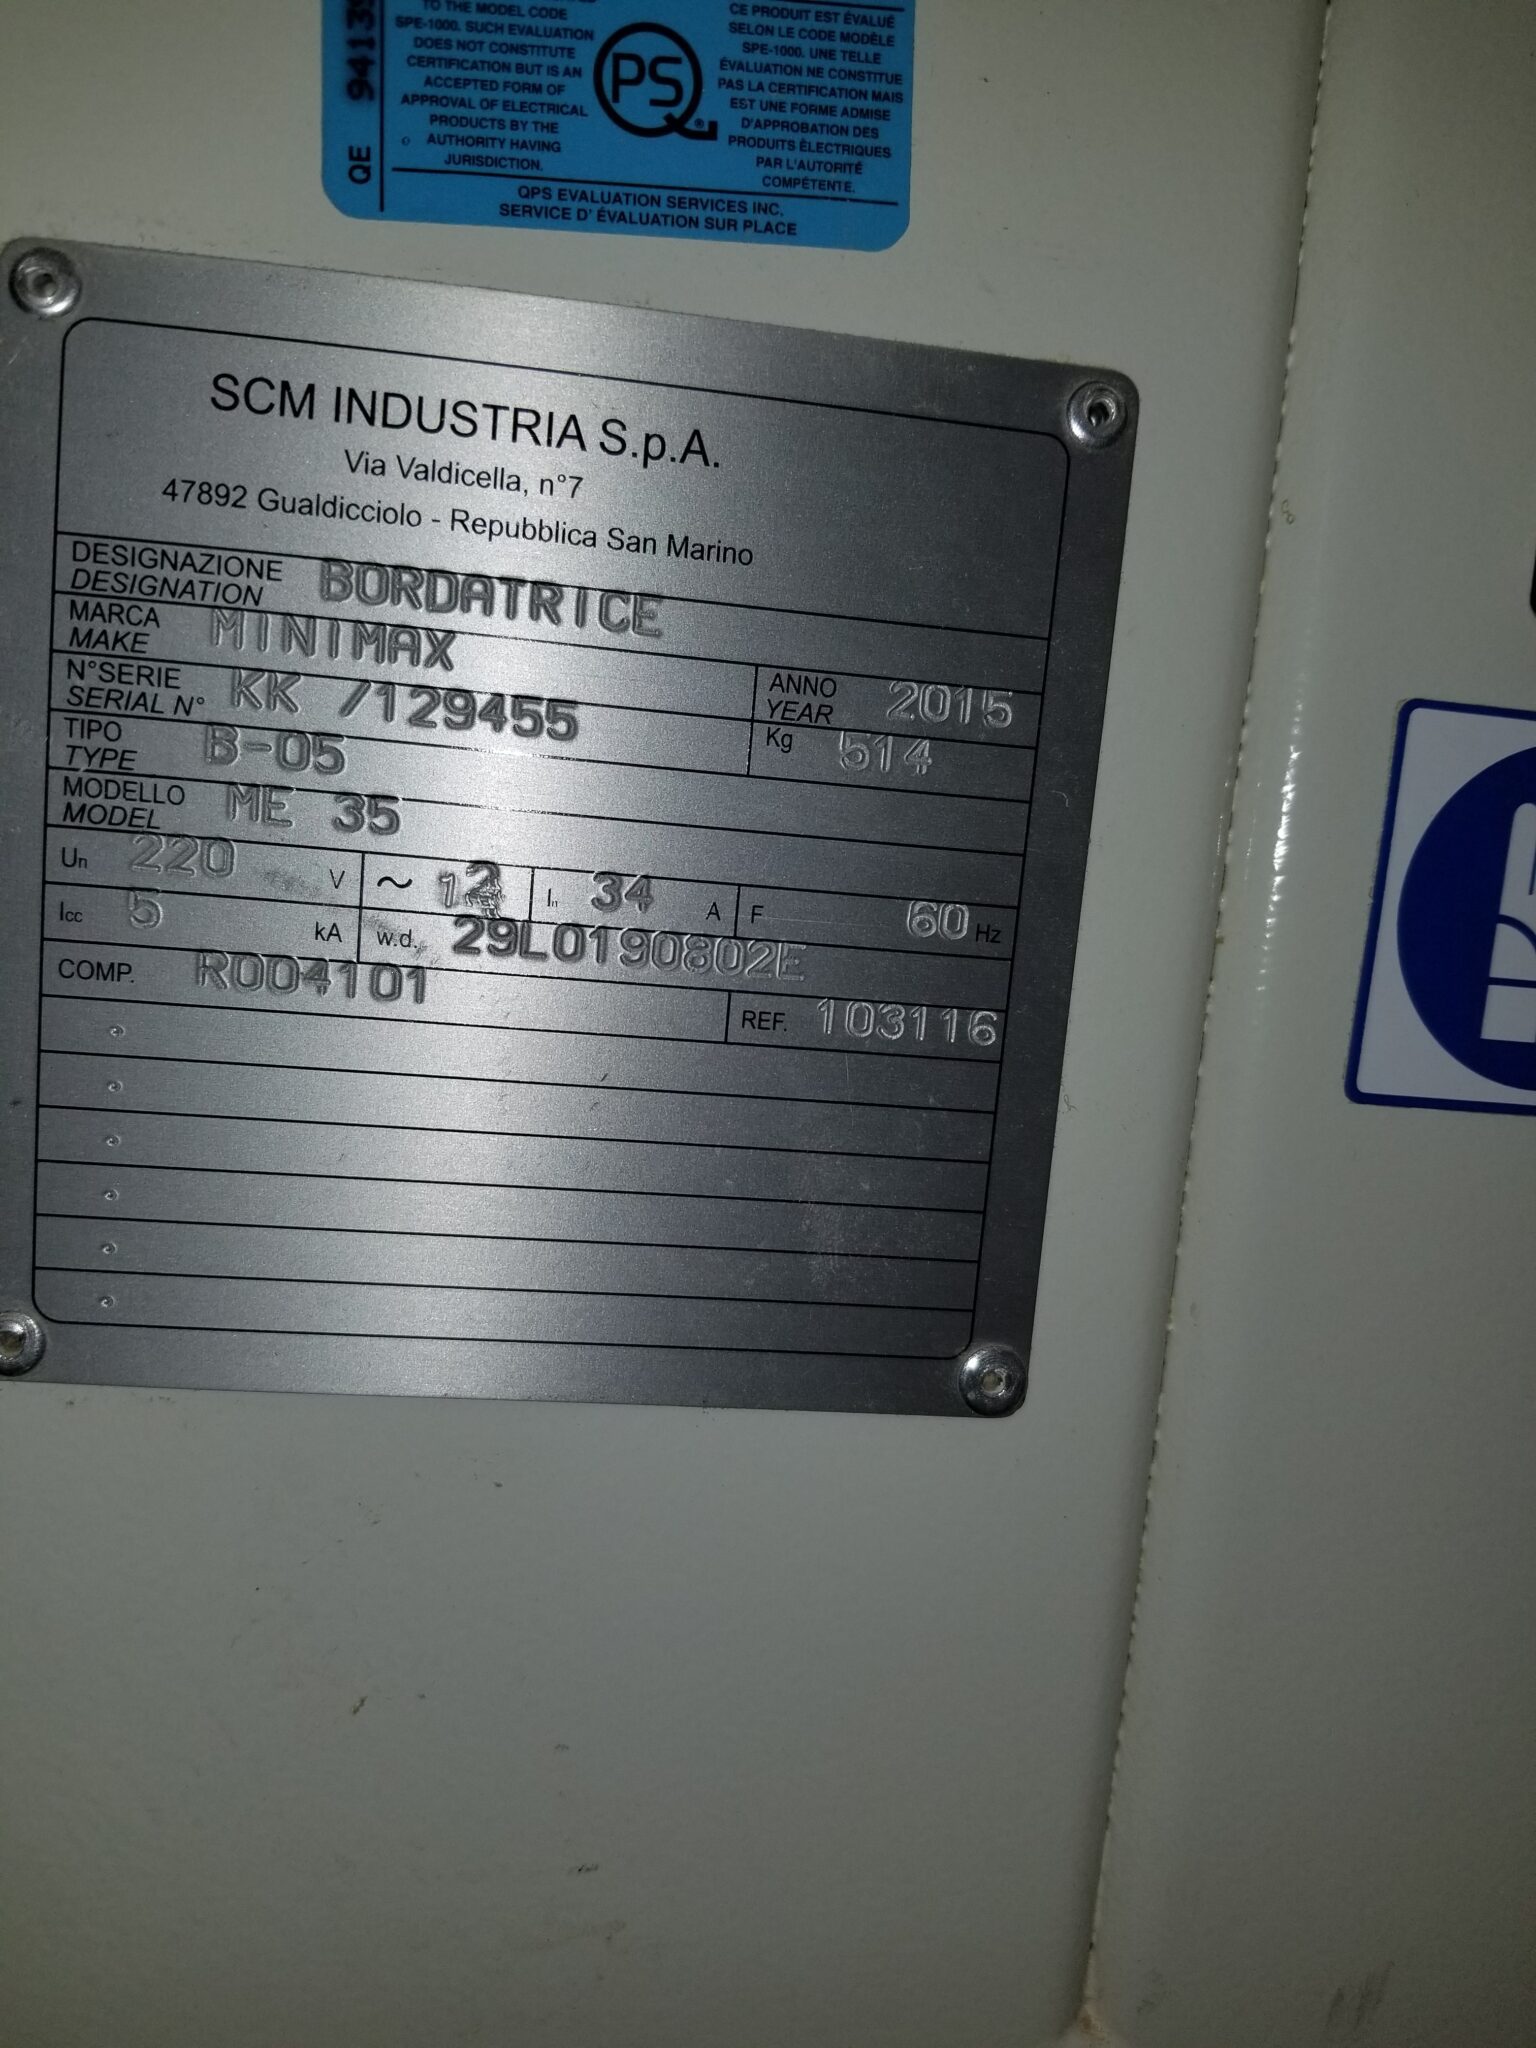 TO THE MODEL CODE
SPE-1000. SUCH EVALUATION
DOES NOT CONSTITUTE
CERTIFICATION BUT IS AN
ACCEPTED FORM OF
APPROVAL OF ELECTRICAL
PRODUCTS BY THE
AUTHORITY HAVING
JURISDICTION.
QE
PS
®
CE PRODUIT EST ÉVALUÉ
SELON LE CODE MODÈLE
SPE-1000. UNE TELLE
ÉVALUATION NE CONSTITUE
PAS LA CERTIFICATION MAIS
EST UNE FORME ADMISE
D'APPROBATION DES
PRODUITS ÉLECTRIQUES
PAR L'AUTORITÉ
COMPÉTENTE.
QPS EVALUATION SERVICES INC.
SERVICE D' ÉVALUATION SUR PLACE
SCM INDUSTRIA S.p.A.
Via Valdicella, n°7
47892 Gualdicciolo - Repubblica San Marino
DESIGNAZIONE
DESIGNATION BORDATRICE
MARCA
MAKE MINIMAX
N°SERIE
SERIAL N° KK /129455
ANNO
YEAR 2015
TIPO
TYPE B-05
Kg 514
MODELLO
MODEL ME 35
Un 220 V ~ In 34 A F 60 Hz
Icc 5 kA w.d. 29L0190802E
COMP. R004101
REF. 103116